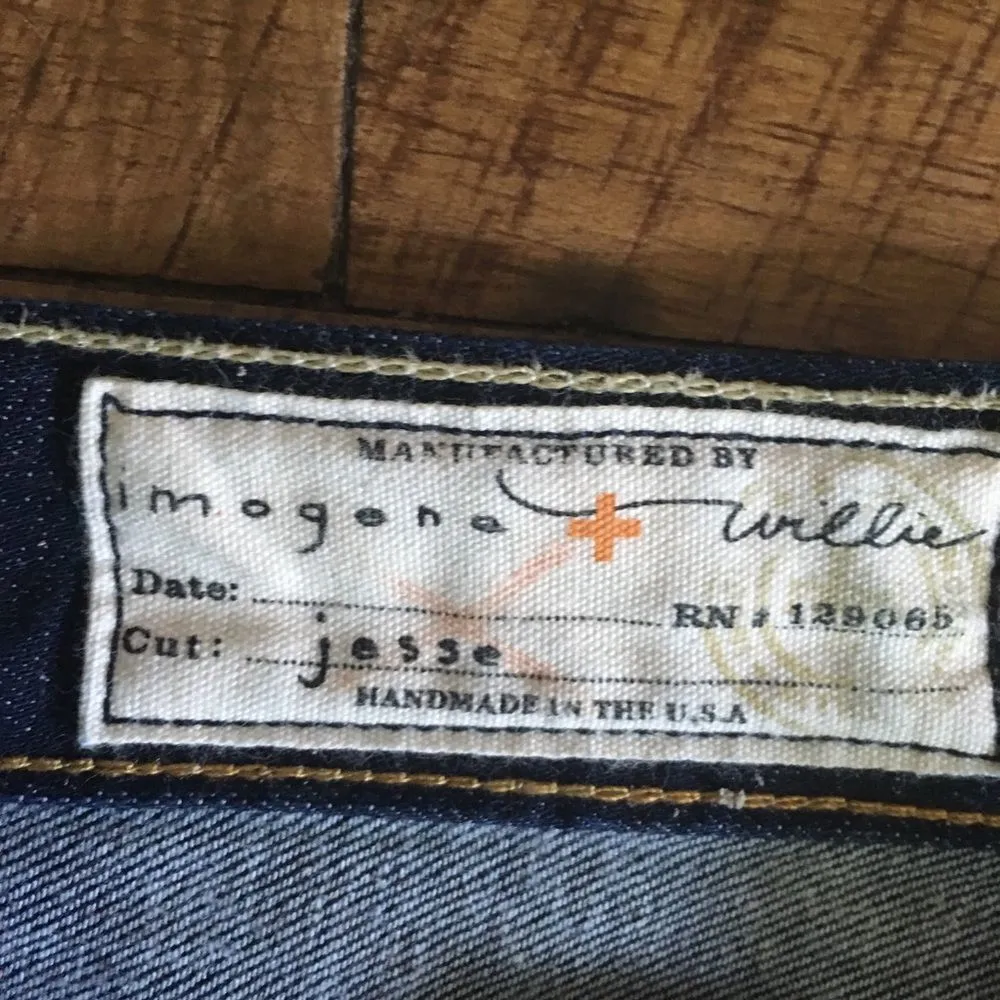 MANUFACTURED BY
imogene + willie
Date:
RN # 129065
Cut: jesse
HANDMADE IN THE U.S.A